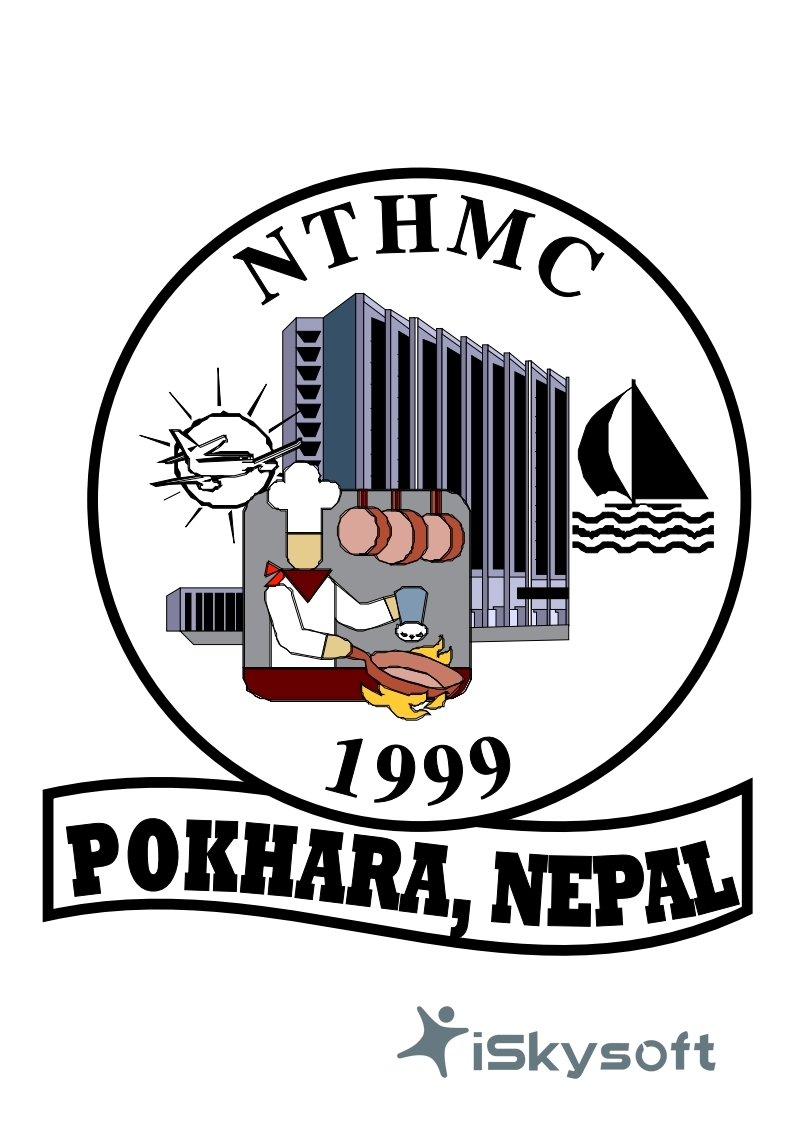 NTHMC
1999
POKHARA, NEPAL
iSkysoft